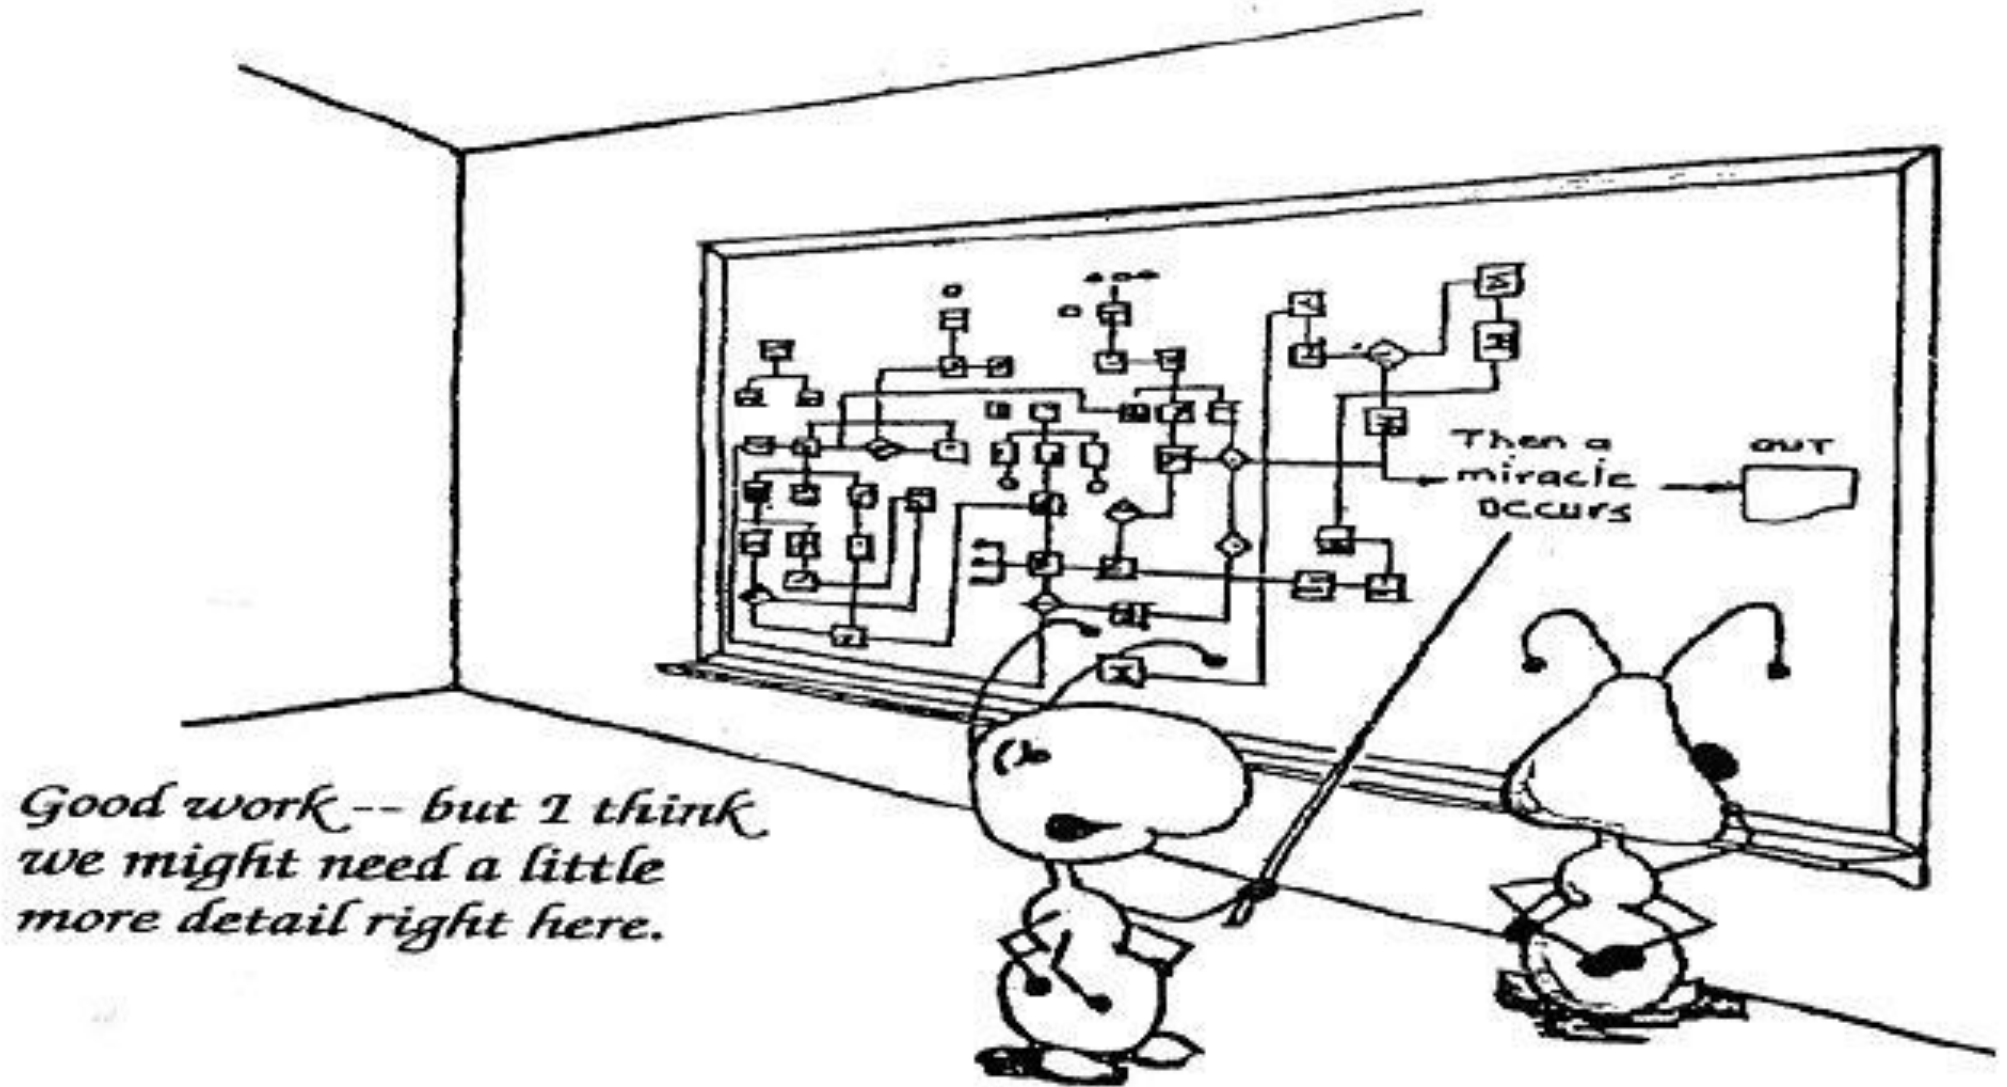 Then a
miracle
occurs
OUT
Good work -- but I think
we might need a little
more detail right here.